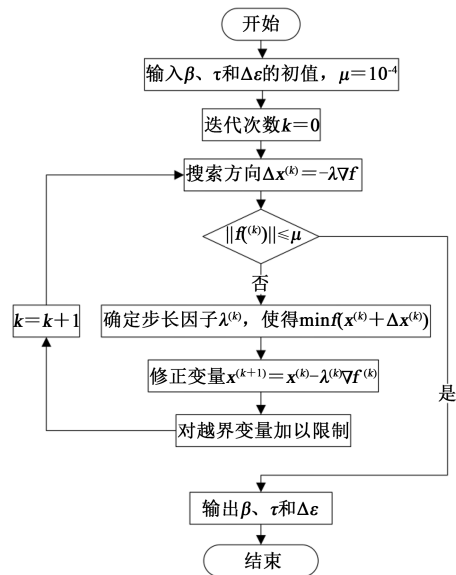 开始
输入β、τ和Δε的初值，μ=10⁻⁴
迭代次数k=0
搜索方向Δx⁽ᵏ⁾=-λ∇f
||f(⁽ᵏ⁾)||≤μ
否
确定步长因子λ⁽ᵏ⁾，使得minf(x⁽ᵏ⁾+Δx⁽ᵏ⁾)
k=k+1
修正变量x⁽ᵏ⁺¹⁾=x⁽ᵏ⁾-λ⁽ᵏ⁾∇f⁽ᵏ⁾
是
对越界变量加以限制
输出β、τ和Δε
结束